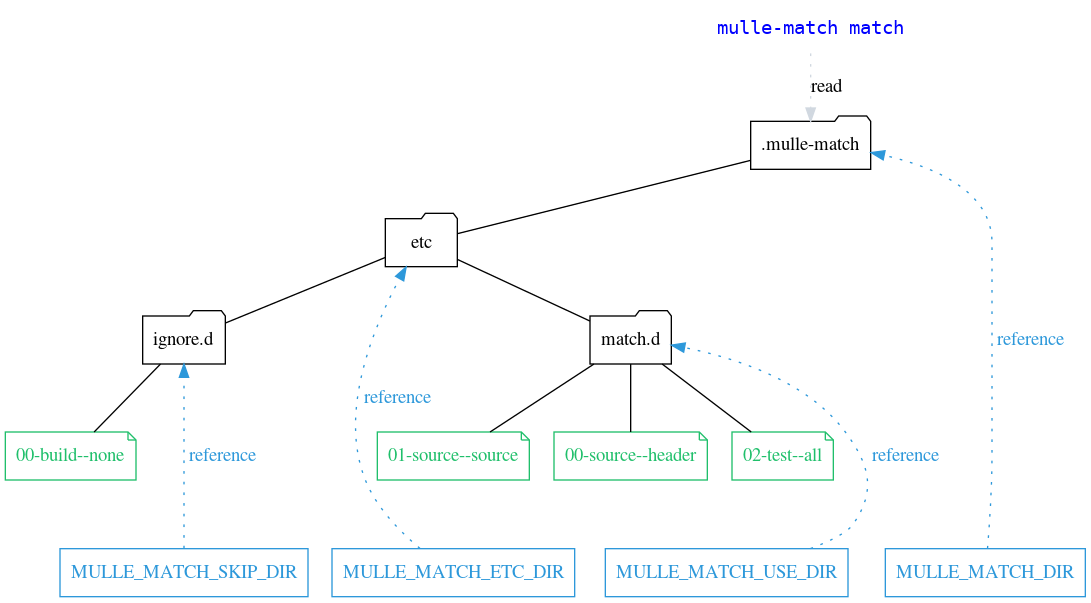 mulle-match match
read
.mulle-match
etc
ignore.d
match.d
reference
reference
00-build--none
reference
01-source--source
00-source--header
02-test--all
reference
MULLE_MATCH_SKIP_DIR
MULLE_MATCH_ETC_DIR
MULLE_MATCH_USE_DIR
MULLE_MATCH_DIR